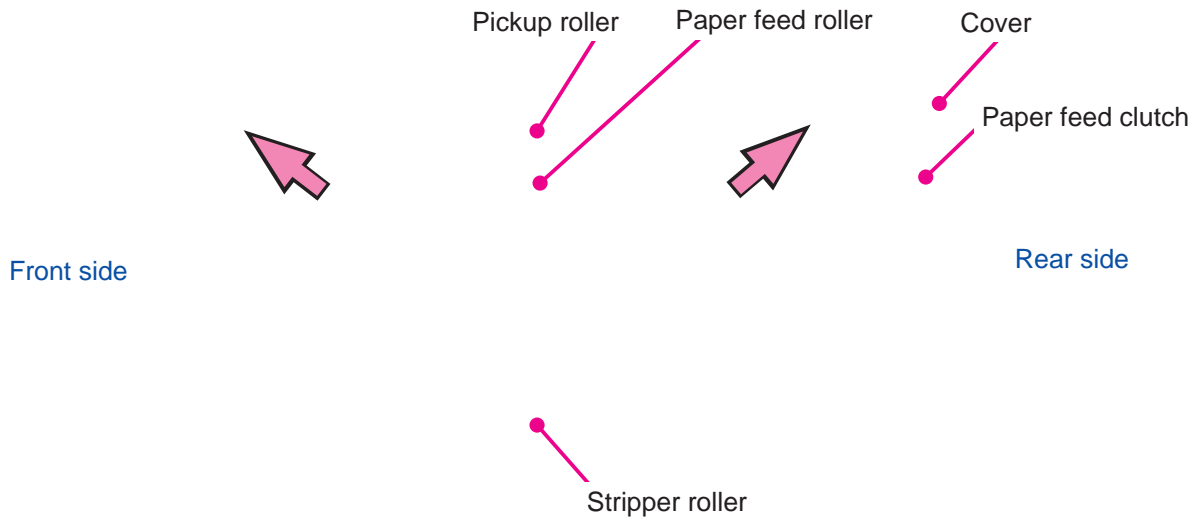 Pickup roller
Paper feed roller
Cover
Paper feed clutch
Front side
Rear side
Stripper roller